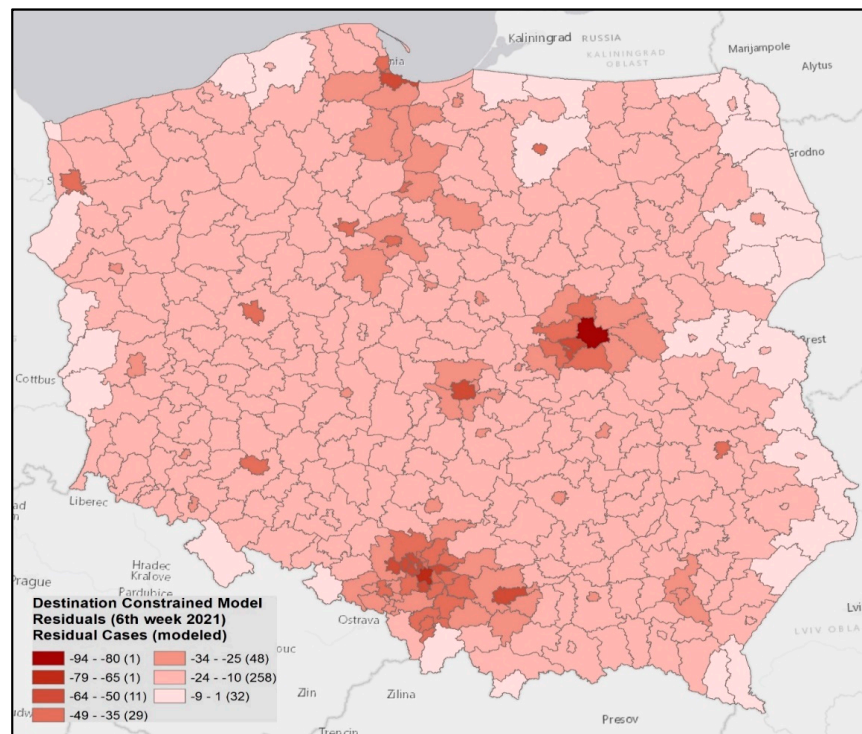 Kaliningrad
RUSSIA
KALININGRAD
OBLAST
Marijampole
Alytus
Grodno
Brest
Cottbus
Liberec
Hradec
Kralove
Prague
Pardubice
Ostrava
Zlin
Zilina
Presov
LVIV OBLA
Destination Constrained Model
Residuals (6th week 2021)
Residual Cases (modeled)
-94 - -80 (1)
-34 - -25 (48)
-79 - -65 (1)
-24 - -10 (258)
-64 - -50 (11)
-9 - 1 (32)
-49 - -35 (29)